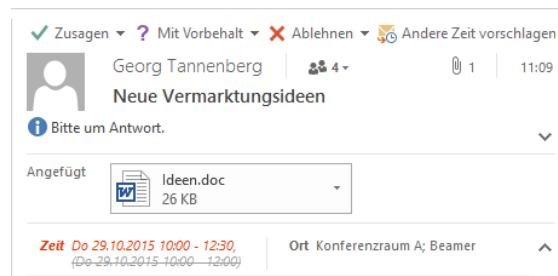 Zusagen ? Mit Vorbehalt Ablehnen Andere Zeit vorschlagen
Georg Tannenberg 4 1 11:09
Neue Vermarktungsideen
Bitte um Antwort.
Angefügt
Ideen.doc
26 KB
Zeit Do 29.10.2015 10:00 - 12:30, Ort Konferenzraum A; Beamer
(Do 29.10.2015 10:00 - 12:00)